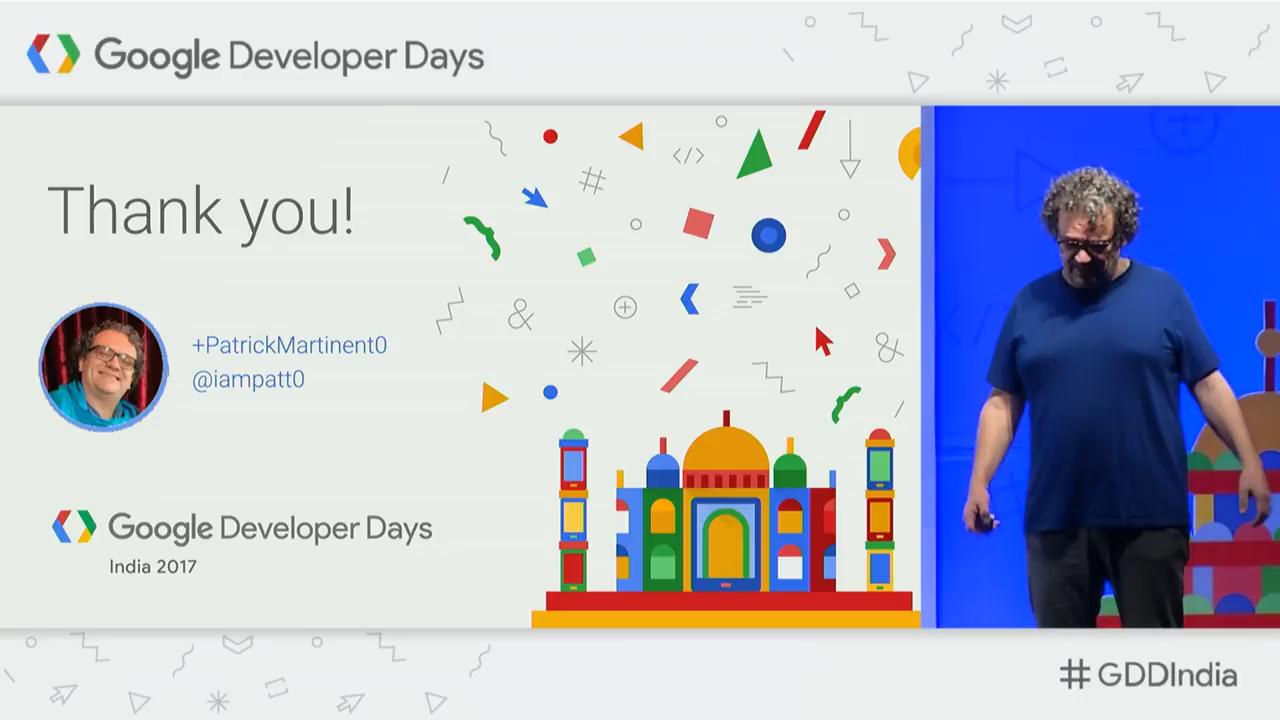 Google Developer Days
Thank you!
+PatrickMartinent0
@iampatt0
Google Developer Days
India 2017
#GDDIndia